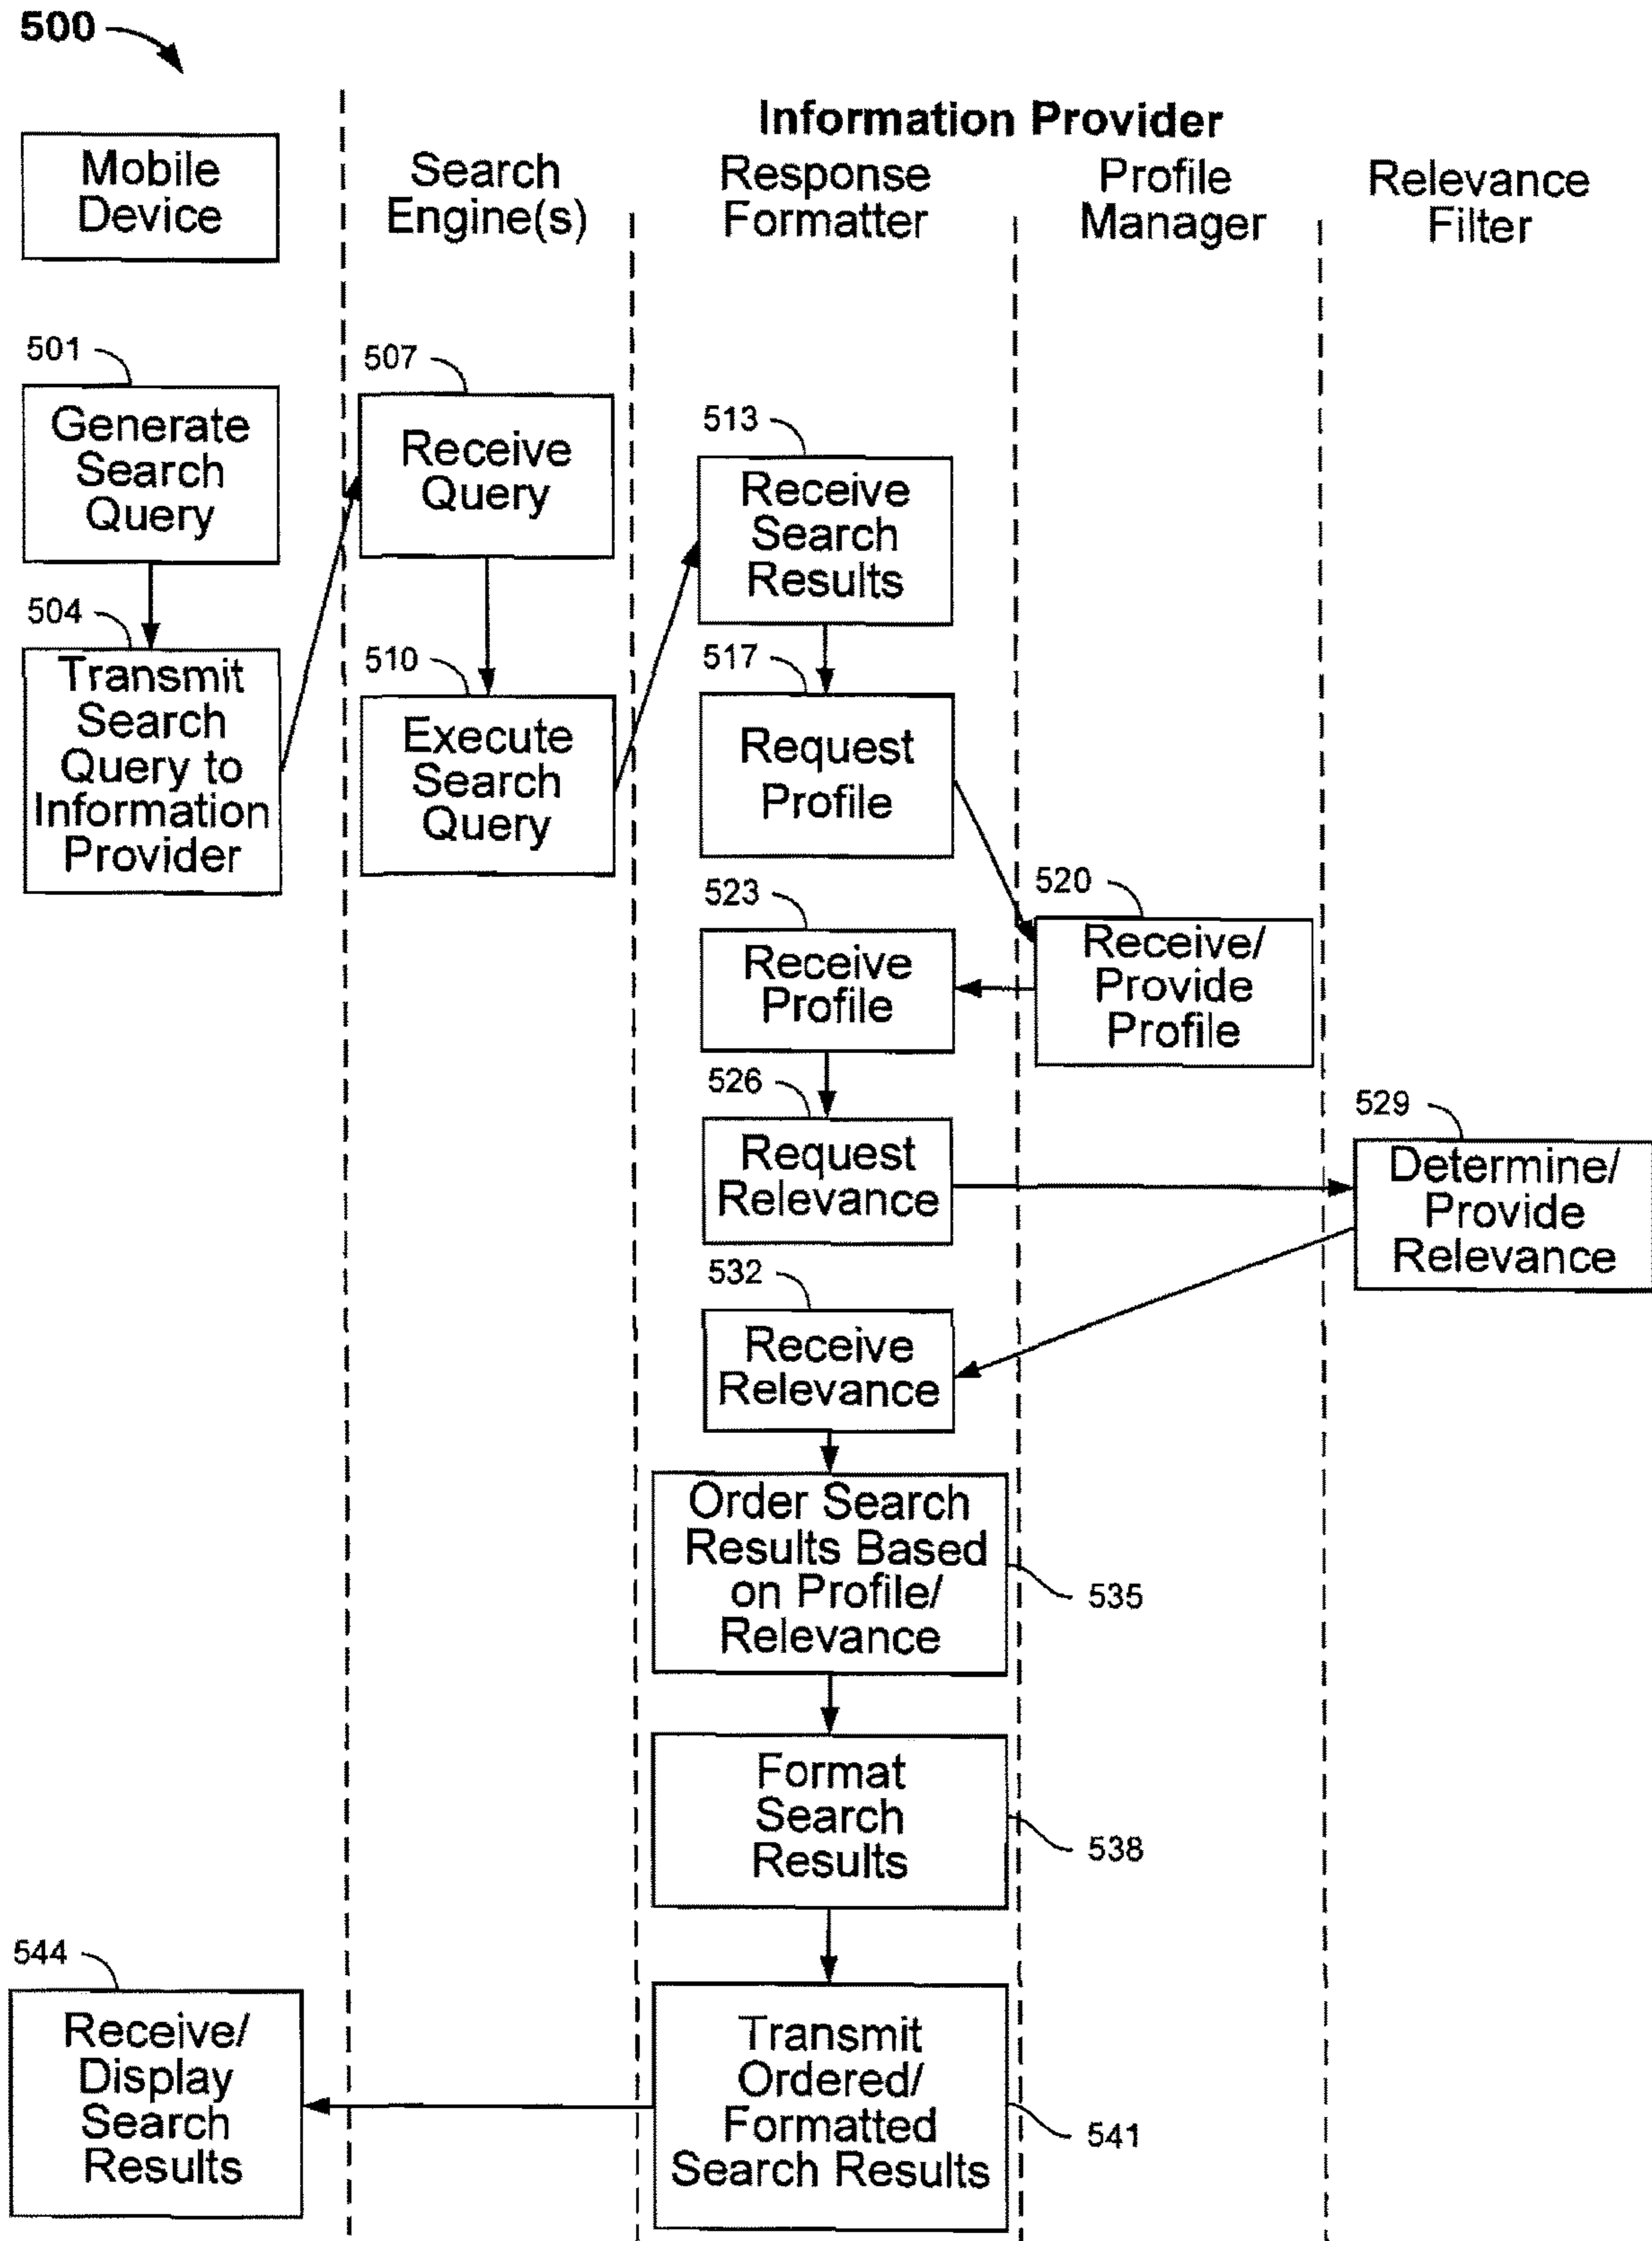 500
Information Provider
Mobile
Device
Search
Engine(s)
Response
Formatter
Profile
Manager
Relevance
Filter
501
Generate
Search
Query
504
Transmit
Search
Query to
Information
Provider
507
Receive
Query
510
Execute
Search
Query
513
Receive
Search
Results
517
Request
Profile
520
Receive/
Provide
Profile
523
Receive
Profile
526
Request
Relevance
529
Determine/
Provide
Relevance
532
Receive
Relevance
Order Search
Results Based
on Profile/
Relevance
535
Format
Search
Results
538
Transmit
Ordered/
Formatted
Search Results
541
544
Receive/
Display
Search
Results